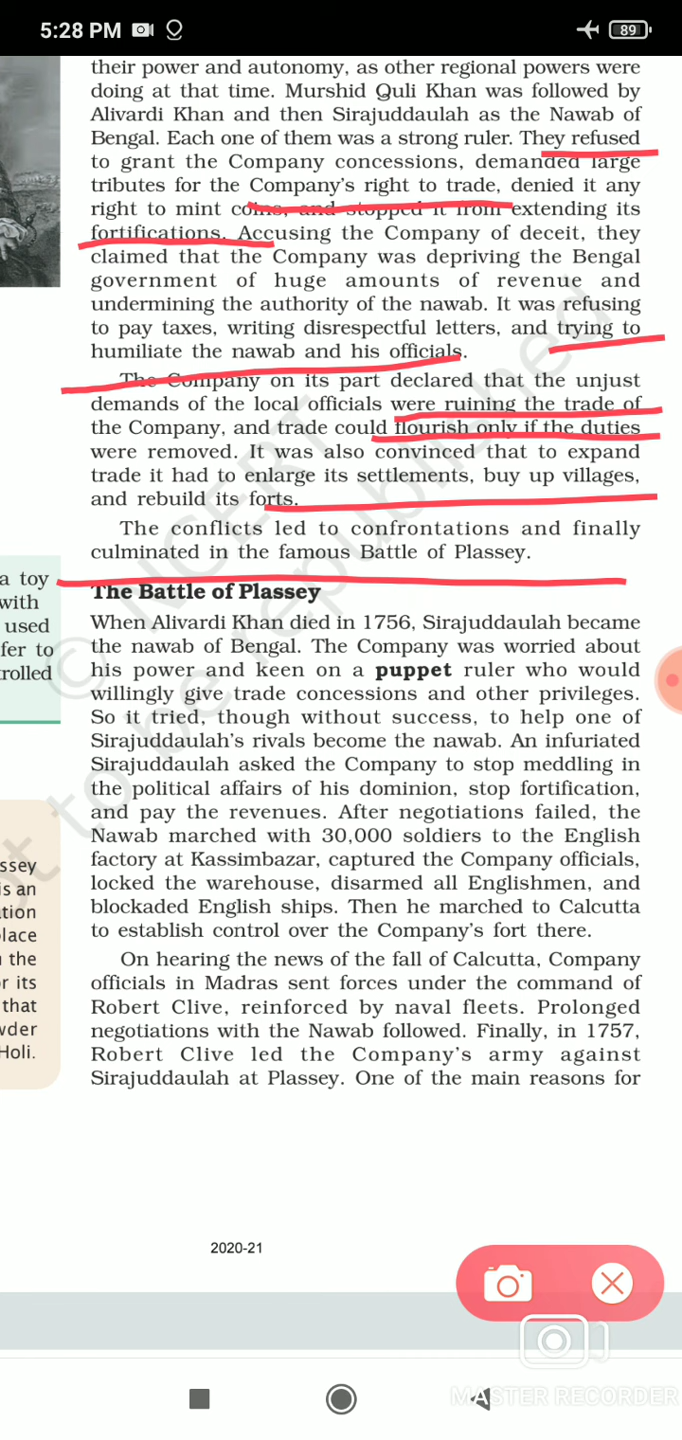 5:28 PM
89
their power and autonomy, as other regional powers were
doing at that time. Murshid Quli Khan was followed by
Alivardi Khan and then Sirajuddaulah as the Nawab of
Bengal. Each one of them was a strong ruler. They refused
to grant the Company concessions, demanded large
tributes for the Company's right to trade, denied it any
right to mint coins, and stopped it from extending its
fortifications. Accusing the Company of deceit, they
claimed that the Company was depriving the Bengal
government of huge amounts of revenue and
undermining the authority of the nawab. It was refusing
to pay taxes, writing disrespectful letters, and trying to
humiliate the nawab and his officials.
The Company on its part declared that the unjust
demands of the local officials were ruining the trade of
the Company, and trade could flourish only if the duties
were removed. It was also convinced that to expand
trade it had to enlarge its settlements, buy up villages,
and rebuild its forts.
The conflicts led to confrontations and finally
culminated in the famous Battle of Plassey.
The Battle of Plassey
When Alivardi Khan died in 1756, Sirajuddaulah became
the nawab of Bengal. The Company was worried about
his power and keen on a puppet ruler who would
willingly give trade concessions and other privileges.
So it tried, though without success, to help one of
Sirajuddaulah's rivals become the nawab. An infuriated
Sirajuddaulah asked the Company to stop meddling in
the political affairs of his dominion, stop fortification,
and pay the revenues. After negotiations failed, the
Nawab marched with 30,000 soldiers to the English
factory at Kassimbazar, captured the Company officials,
locked the warehouse, disarmed all Englishmen, and
blockaded English ships. Then he marched to Calcutta
to establish control over the Company's fort there.
On hearing the news of the fall of Calcutta, Company
officials in Madras sent forces under the command of
Robert Clive, reinforced by naval fleets. Prolonged
negotiations with the Nawab followed. Finally, in 1757,
Robert Clive led the Company's army against
Sirajuddaulah at Plassey. One of the main reasons for
a toy
with
used
fer to
rolled
ssey
is an
tion
lace
the
r its
that
wder
Holi.
© NCERT
not to be republished
2020-21
MASTER RECORDER